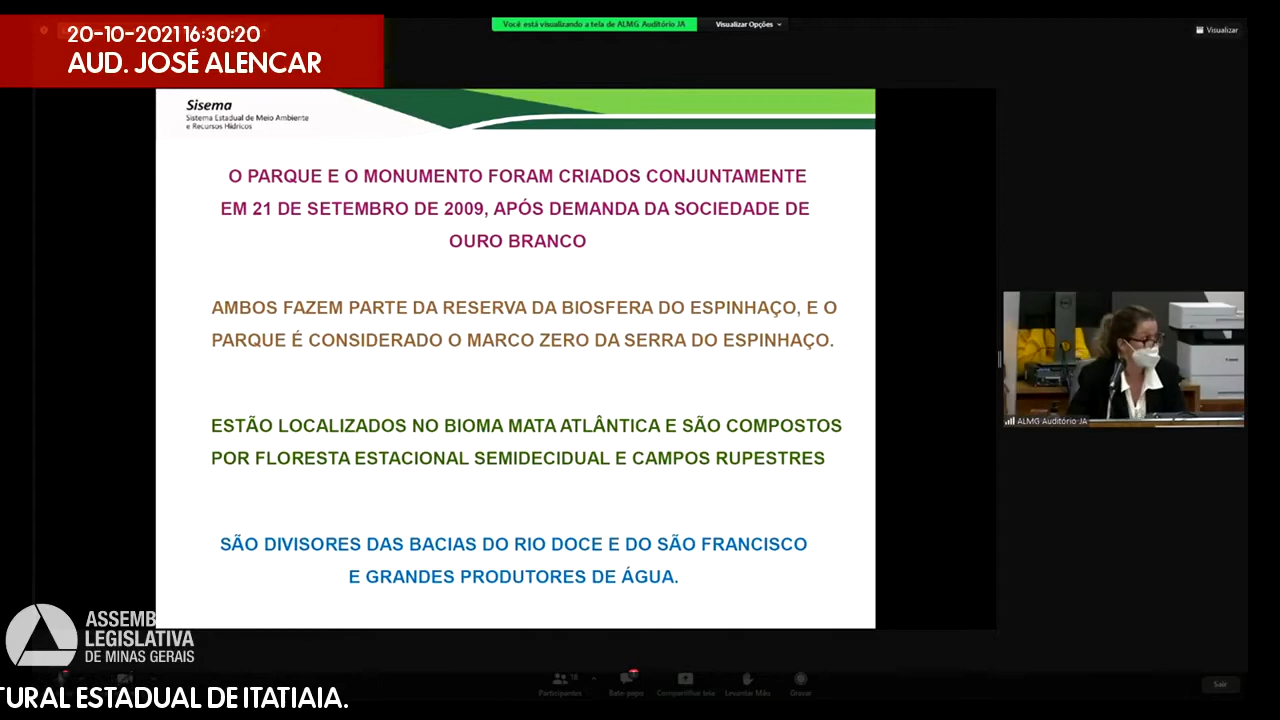 20-10-2021 16:30:20
AUD. JOSÉ ALENCAR
Você está visualizando a tela de ALMG Auditório JA
Visualizar Opções
Visualizar
Sisema
Sistema Estadual de Meio Ambiente
e Recursos Hídricos
O PARQUE E O MONUMENTO FORAM CRIADOS CONJUNTAMENTE
EM 21 DE SETEMBRO DE 2009, APÓS DEMANDA DA SOCIEDADE DE
OURO BRANCO
AMBOS FAZEM PARTE DA RESERVA DA BIOSFERA DO ESPINHAÇO, E O
PARQUE É CONSIDERADO O MARCO ZERO DA SERRA DO ESPINHAÇO.
ESTÃO LOCALIZADOS NO BIOMA MATA ATLÂNTICA E SÃO COMPOSTOS
POR FLORESTA ESTACIONAL SEMIDECIDUAL E CAMPOS RUPESTRES
SÃO DIVISORES DAS BACIAS DO RIO DOCE E DO SÃO FRANCISCO
E GRANDES PRODUTORES DE ÁGUA.
Canon
ALMG Auditório JA
ASSEMB
LEGISLATIVA
DE MINAS GERAIS
Participantes
18
Bate-papo
Compartilhar tela
Levantar Mão
Gravar
Sair
TURAL ESTADUAL DE ITATIAIA.